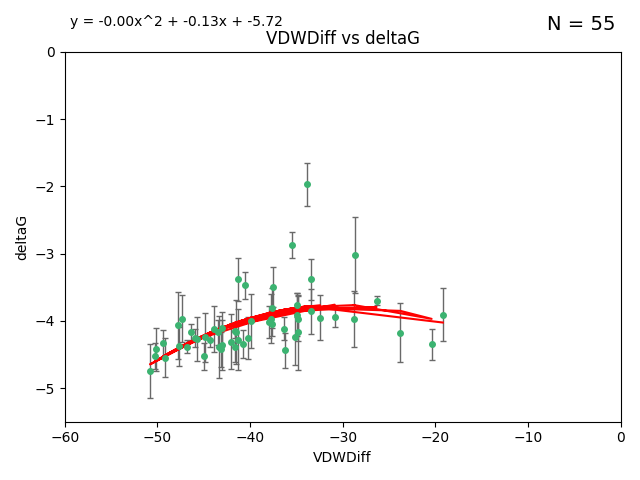 y = -0.00x^2 + -0.13x + -5.72
N = 55
VDWDiff vs deltaG
0
−1
−2
−3
−4
−5
deltaG
−60
−50
−40
−30
−20
−10
0
VDWDiff